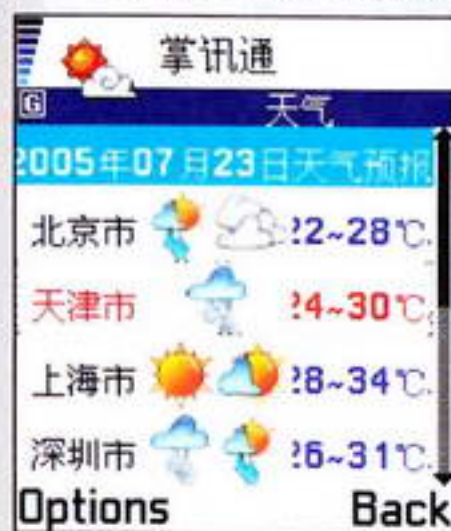 掌讯通
G
天气
2005年07月23日天气预报
北京市 22~28℃
天津市 24~30℃
上海市 28~34℃
深圳市 26~31℃
Options Back